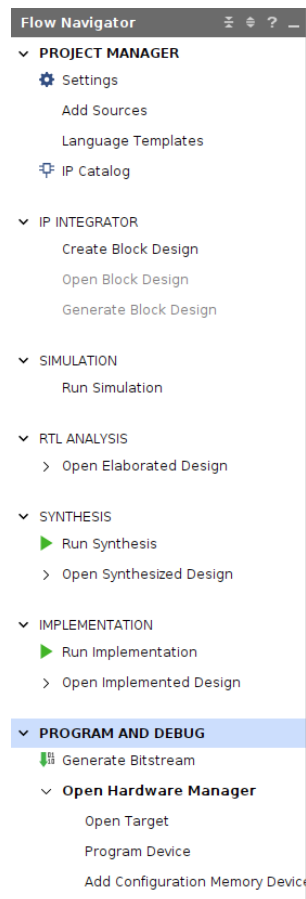 Flow Navigator ?
PROJECT MANAGER
Settings
Add Sources
Language Templates
IP Catalog
IP INTEGRATOR
Create Block Design
Open Block Design
Generate Block Design
SIMULATION
Run Simulation
RTL ANALYSIS
Open Elaborated Design
SYNTHESIS
Run Synthesis
Open Synthesized Design
IMPLEMENTATION
Run Implementation
Open Implemented Design
PROGRAM AND DEBUG
Generate Bitstream
Open Hardware Manager
Open Target
Program Device
Add Configuration Memory Device